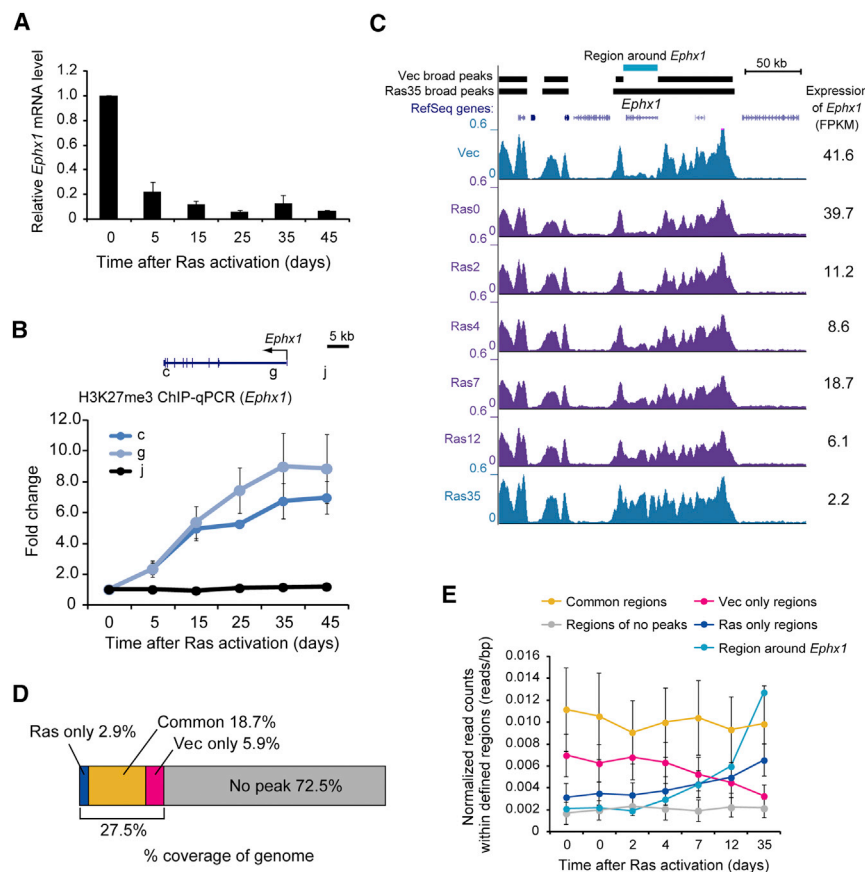 A
Relative Ephx1 mRNA level
1.2
1.0
0.8
0.6
0.4
0.2
0
0 5 15 25 35 45
Time after Ras activation (days)
B
Ephx1
5 kb
c g j
H3K27me3 ChIP-qPCR (Ephx1)
Fold change
12.0
10.0
8.0
6.0
4.0
2.0
0
c
g
j
0 5 15 25 35 45
Time after Ras activation (days)
C
Region around Ephx1
50 kb
Vec broad peaks
Ras35 broad peaks
RefSeq genes:
Ephx1
Expression
of Ephx1
(FPKM)
0.6
Vec 41.6
0
0.6
Ras0 39.7
0
0.6
Ras2 11.2
0
0.6
Ras4 8.6
0
0.6
Ras7 18.7
0
0.6
Ras12 6.1
0
0.6
Ras35 2.2
0
D
Ras only 2.9%
Common 18.7%
Vec only 5.9%
No peak 72.5%
27.5%
% coverage of genome
E
Common regions
Vec only regions
Regions of no peaks
Ras only regions
Region around Ephx1
Normalized read counts
within defined regions (reads/bp)
0.016
0.014
0.012
0.010
0.008
0.006
0.004
0.002
0
0 0 2 4 7 12 35
Time after Ras activation (days)